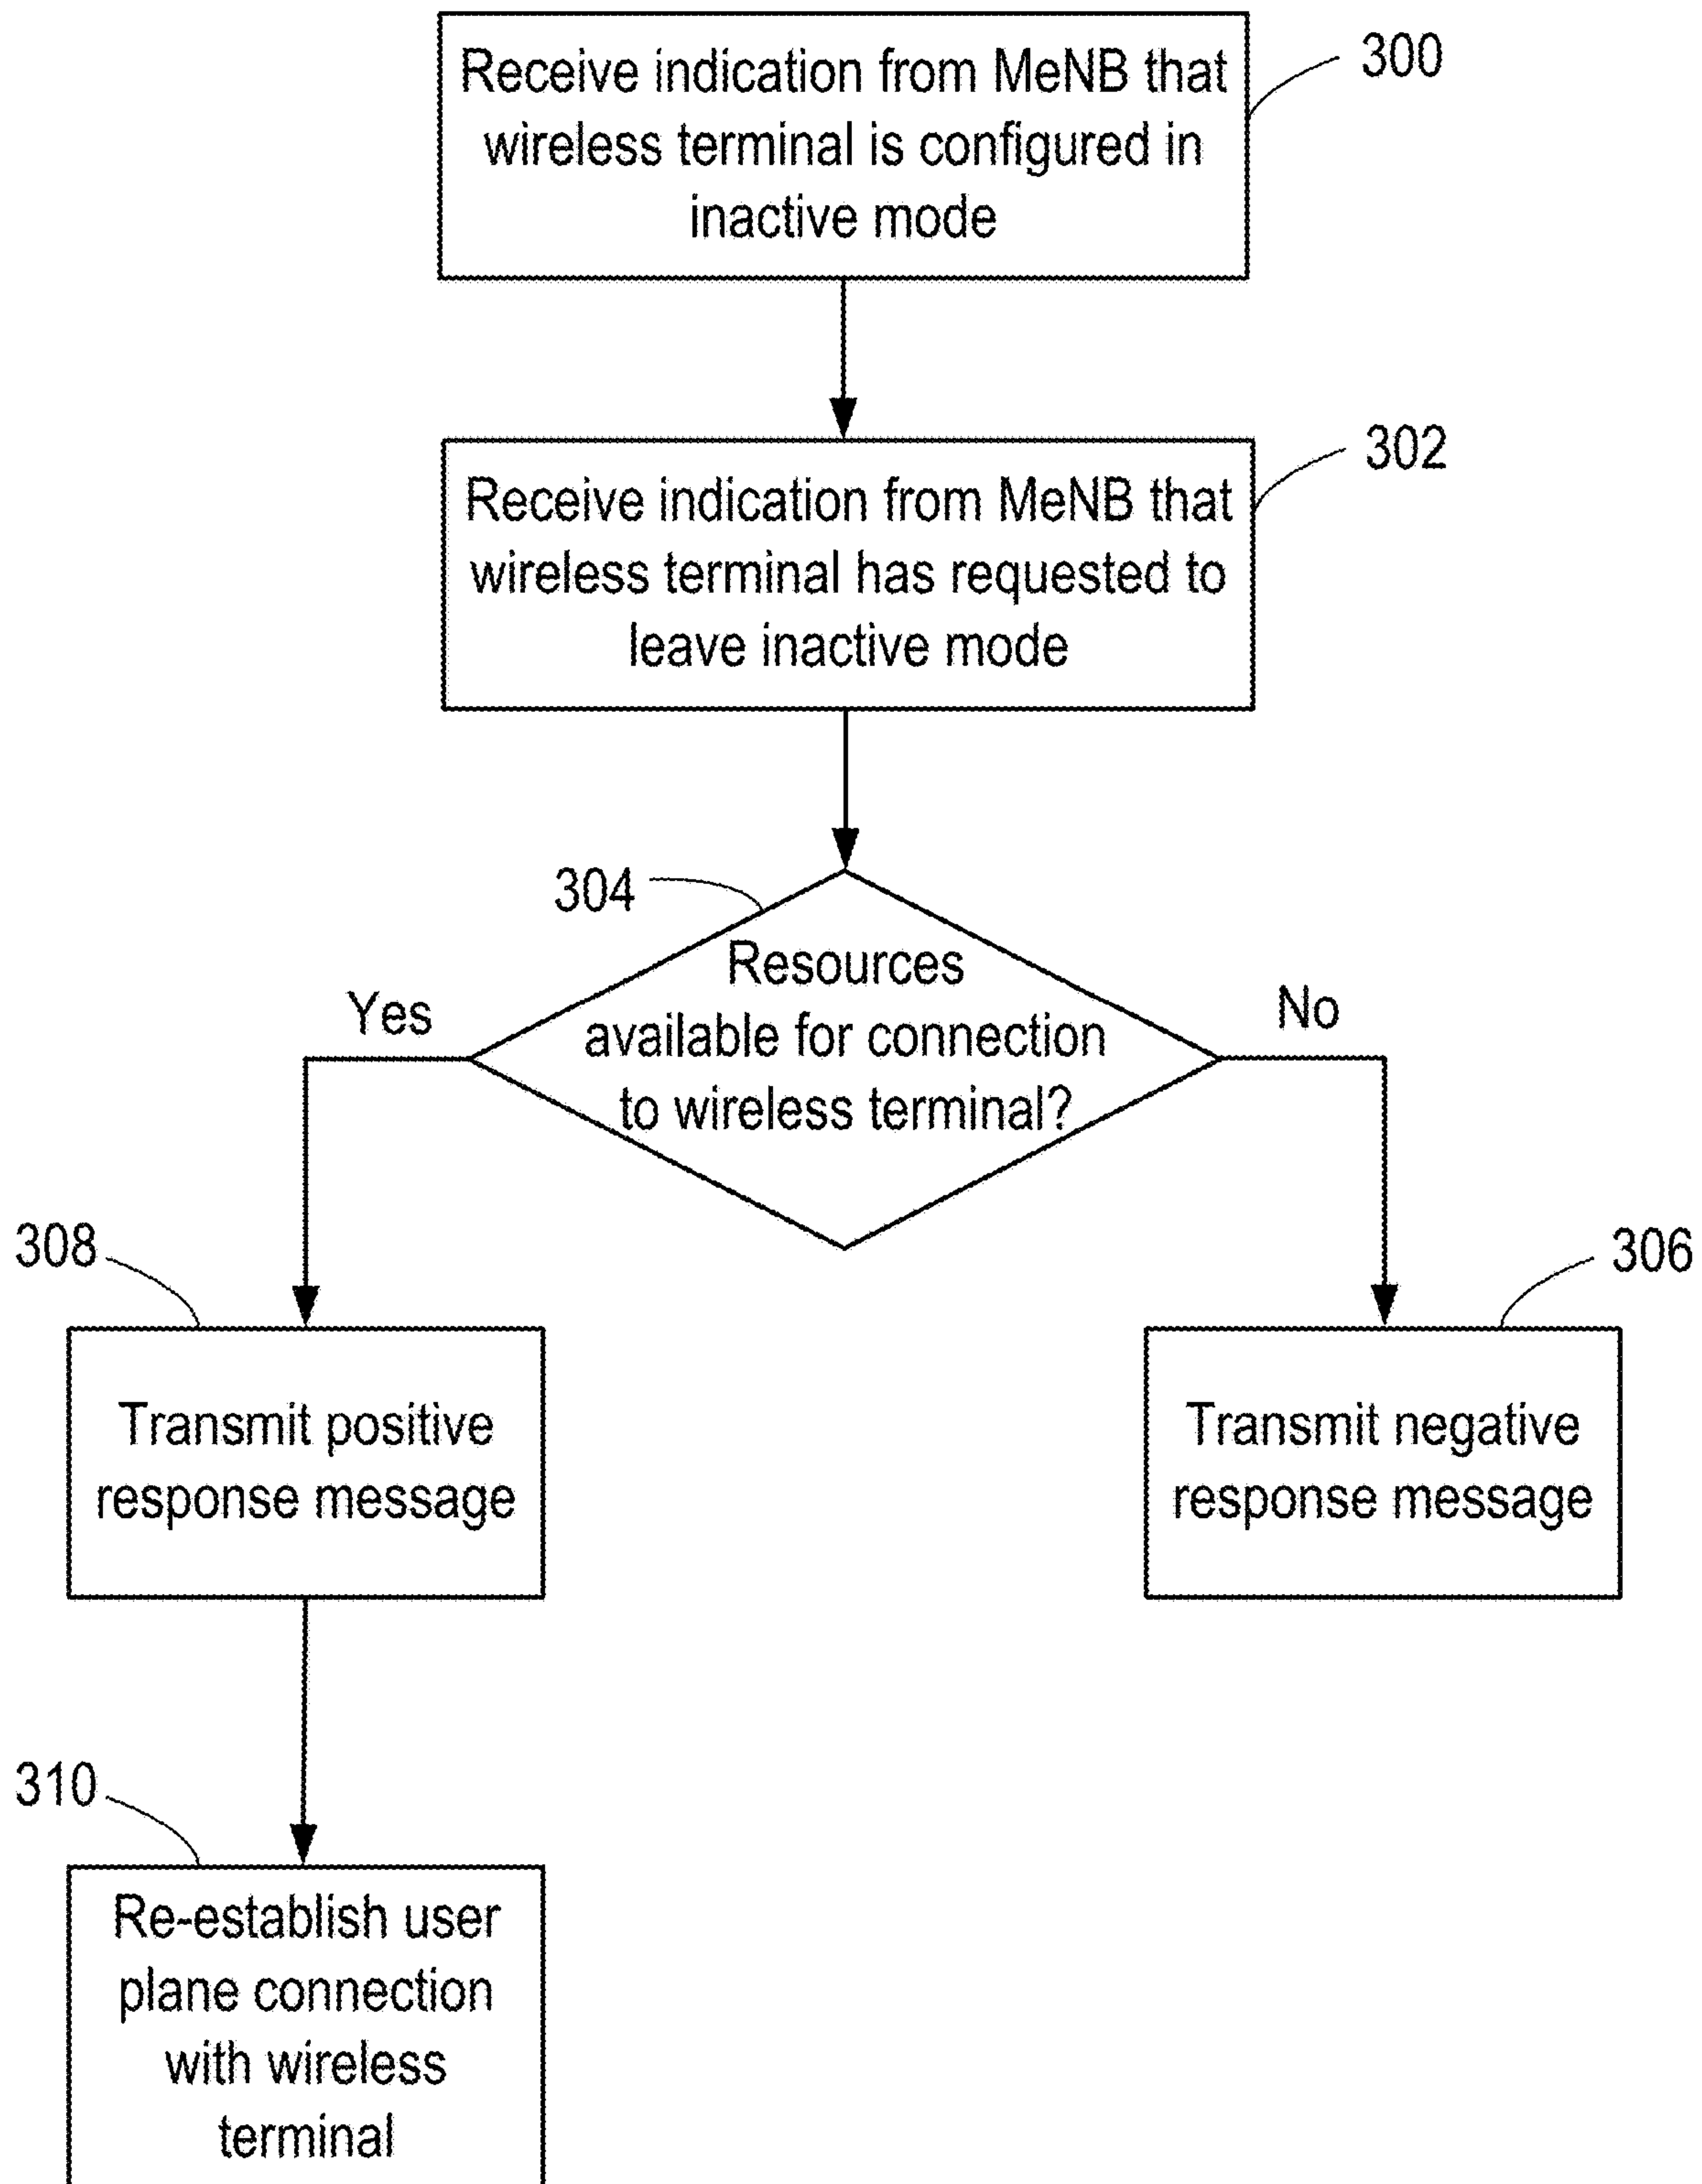 Receive indication from MeNB that
wireless terminal is configured in
inactive mode
300
Receive indication from MeNB that
wireless terminal has requested to
leave inactive mode
302
304
Resources
available for connection
to wireless terminal?
Yes
No
308
Transmit positive
response message
306
Transmit negative
response message
310
Re-establish user
plane connection
with wireless
terminal